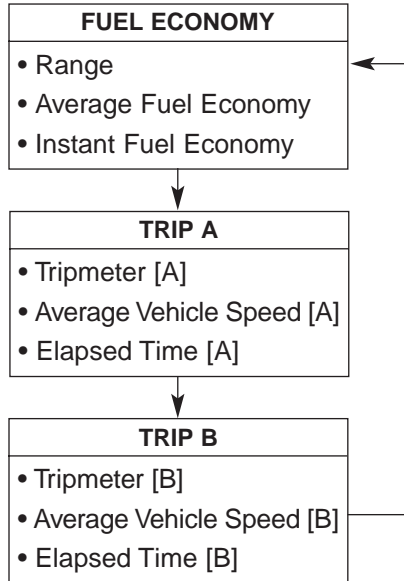 FUEL ECONOMY
• Range
• Average Fuel Economy
• Instant Fuel Economy
TRIP A
• Tripmeter [A]
• Average Vehicle Speed [A]
• Elapsed Time [A]
TRIP B
• Tripmeter [B]
• Average Vehicle Speed [B]
• Elapsed Time [B]